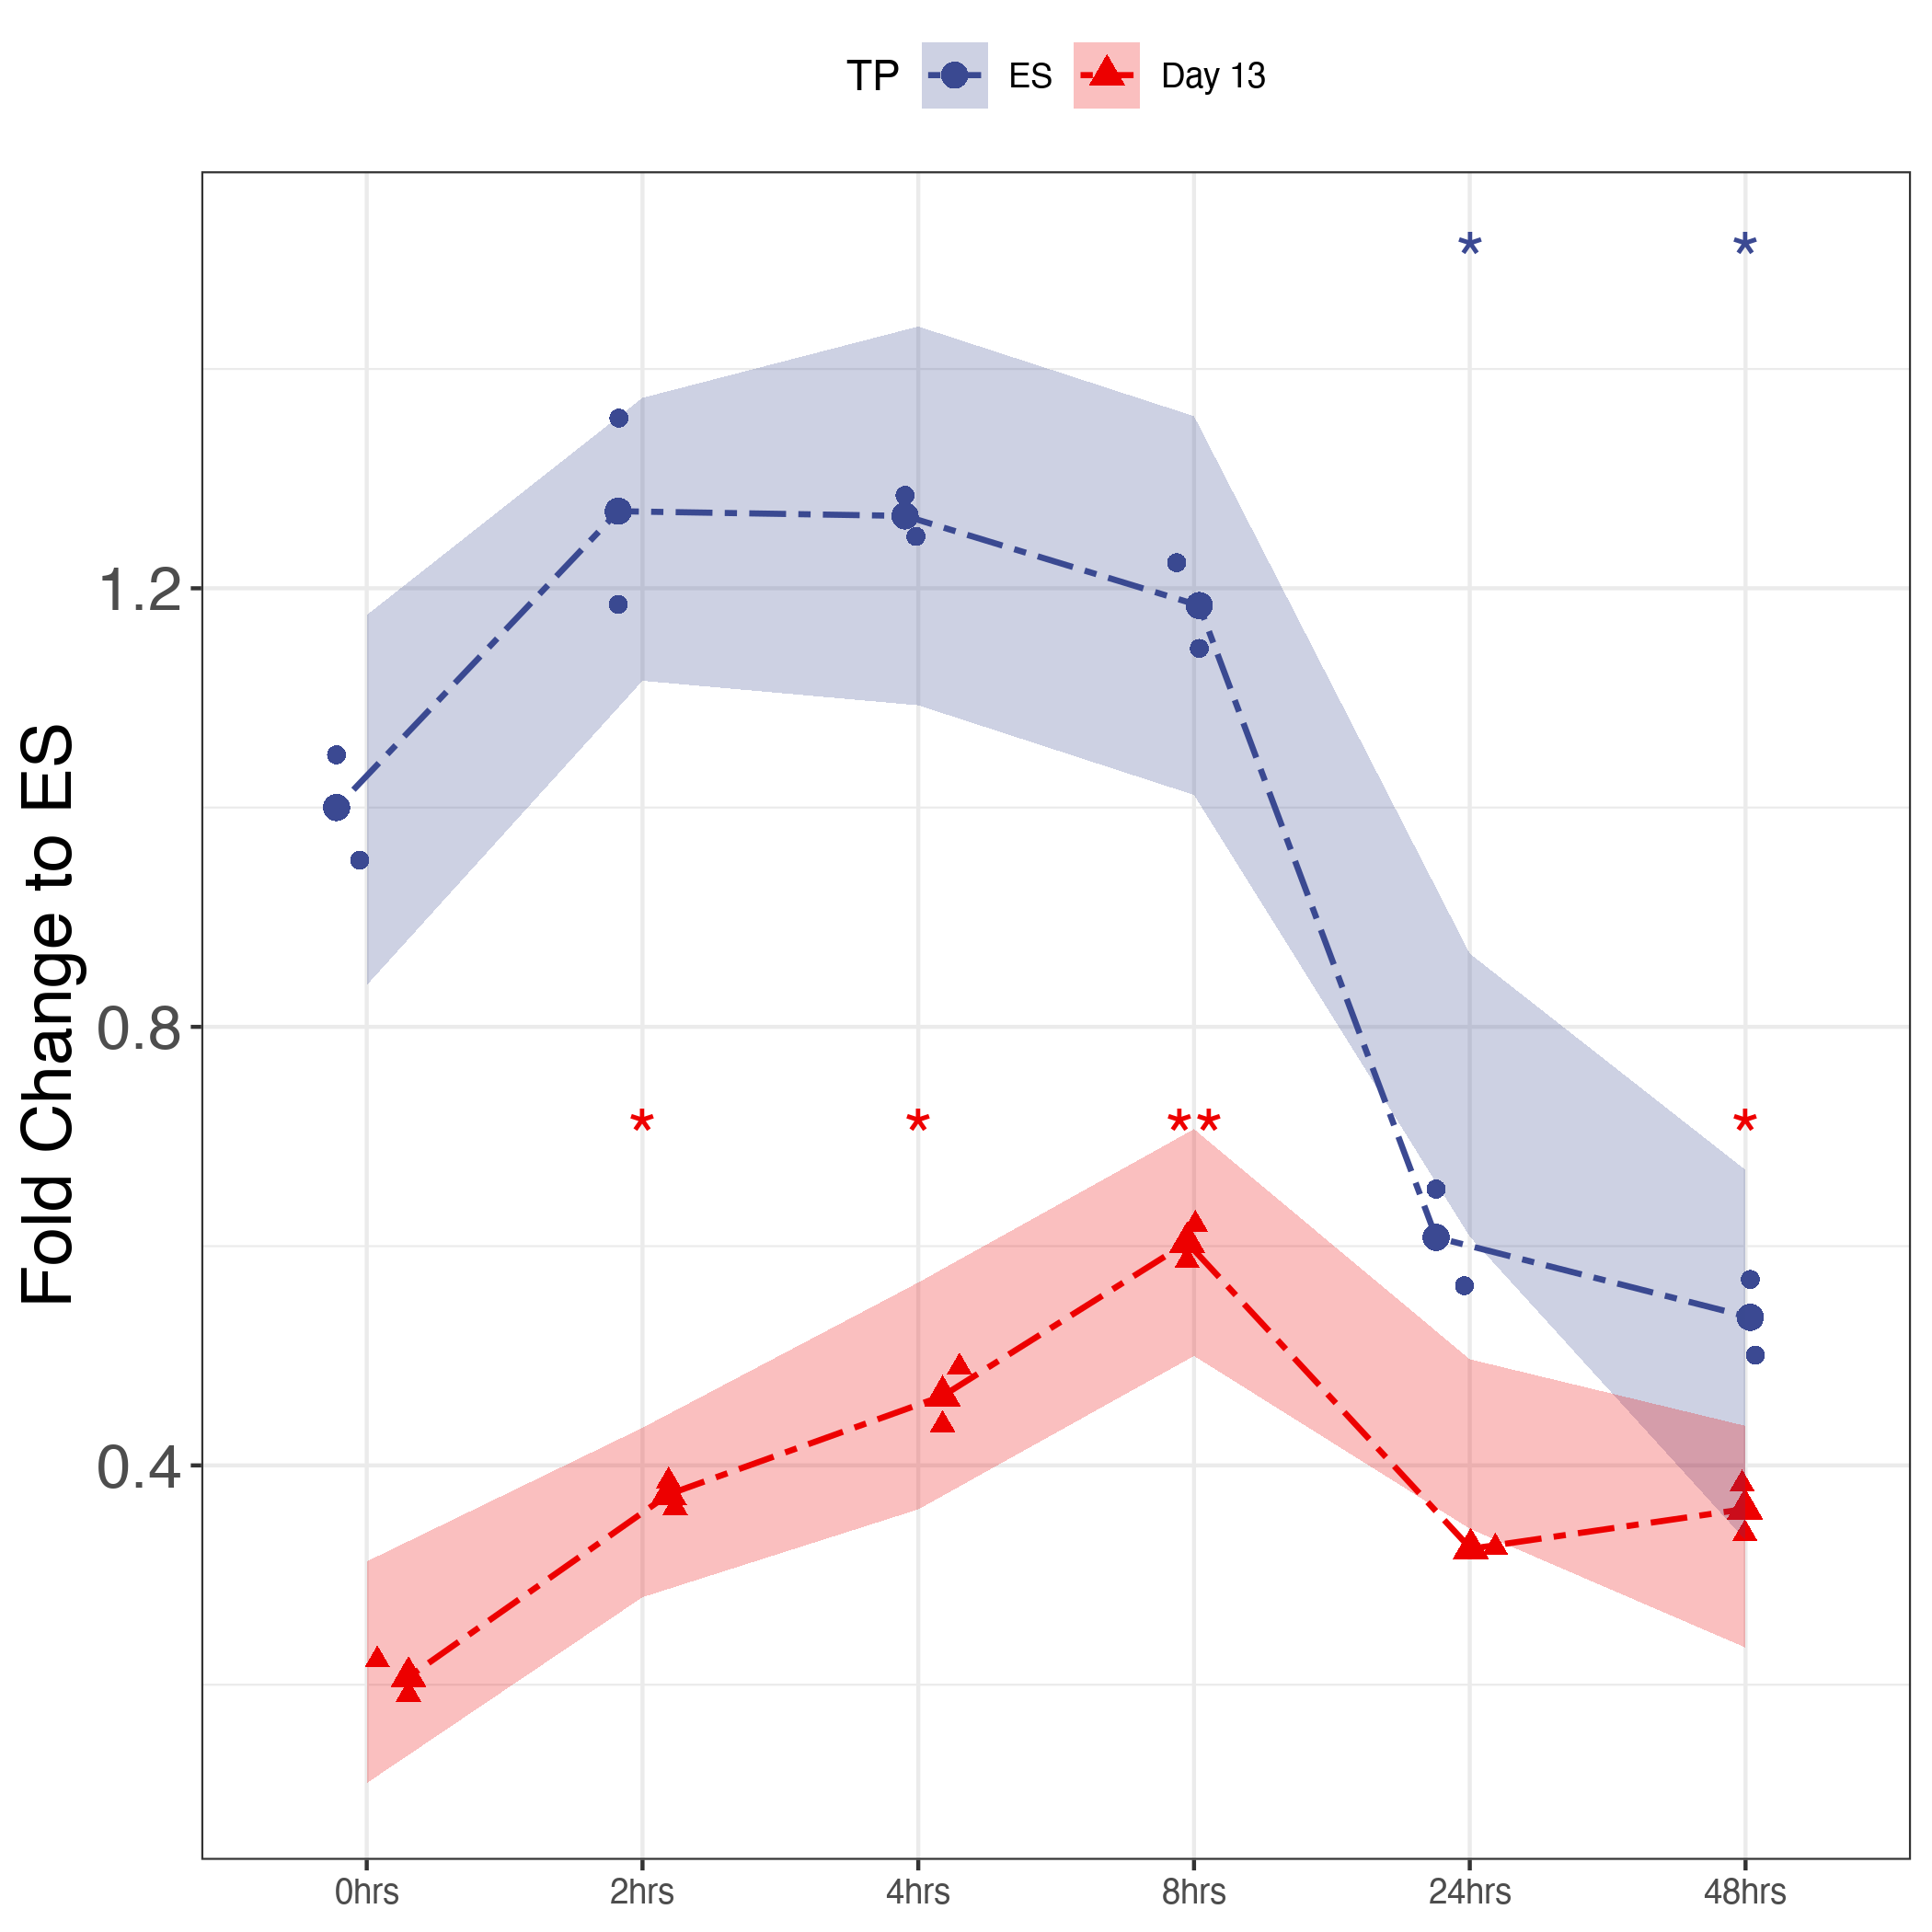 TP ES Day 13
* *
1.2
Fold Change to ES
0.8
* * ** *
0.4
0hrs 2hrs 4hrs 8hrs 24hrs 48hrs